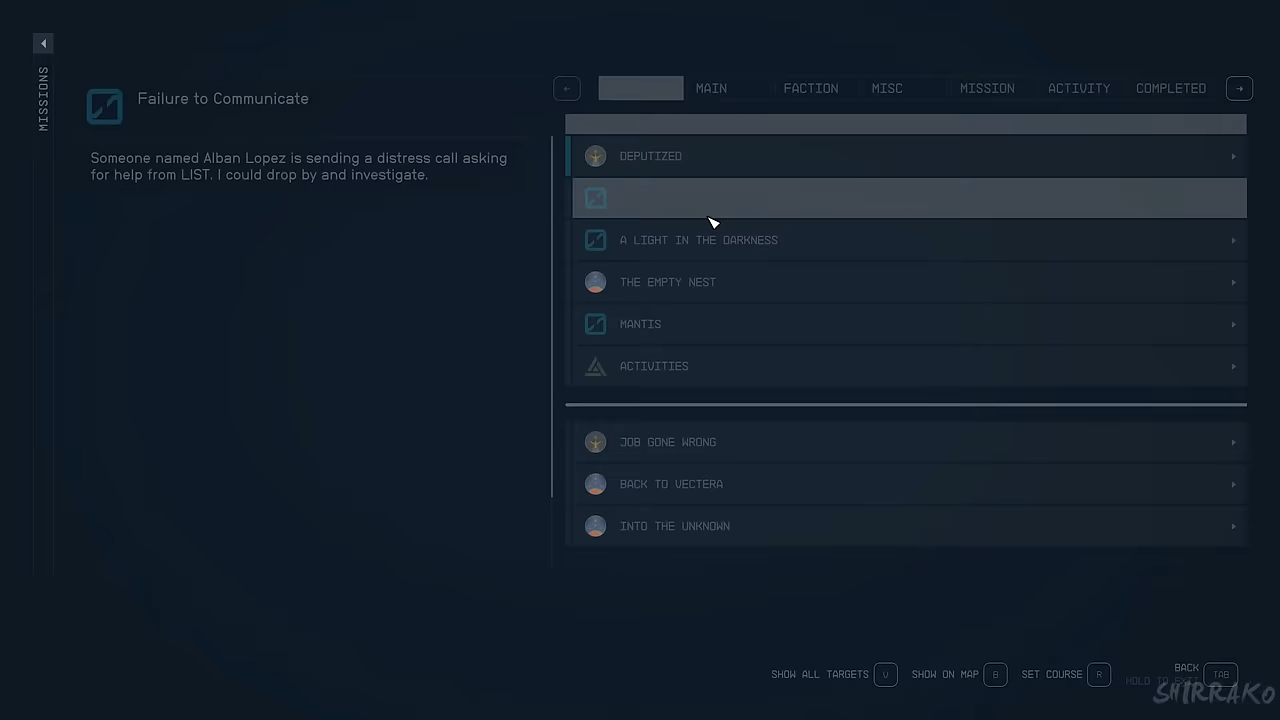 MISSIONS
Failure to Communicate
Someone named Alban Lopez is sending a distress call asking
for help from LIST. I could drop by and investigate.
MAIN
FACTION
MISC
MISSION
ACTIVITY
COMPLETED
DEPUTIZED
A LIGHT IN THE DARKNESS
THE EMPTY NEST
MANTIS
ACTIVITIES
JOB GONE WRONG
BACK TO VECTERA
INTO THE UNKNOWN
SHOW ALL TARGETS V
SHOW ON MAP B
SET COURSE R
BACK TAB
HOLD TO EXIT
SHIRRAKO